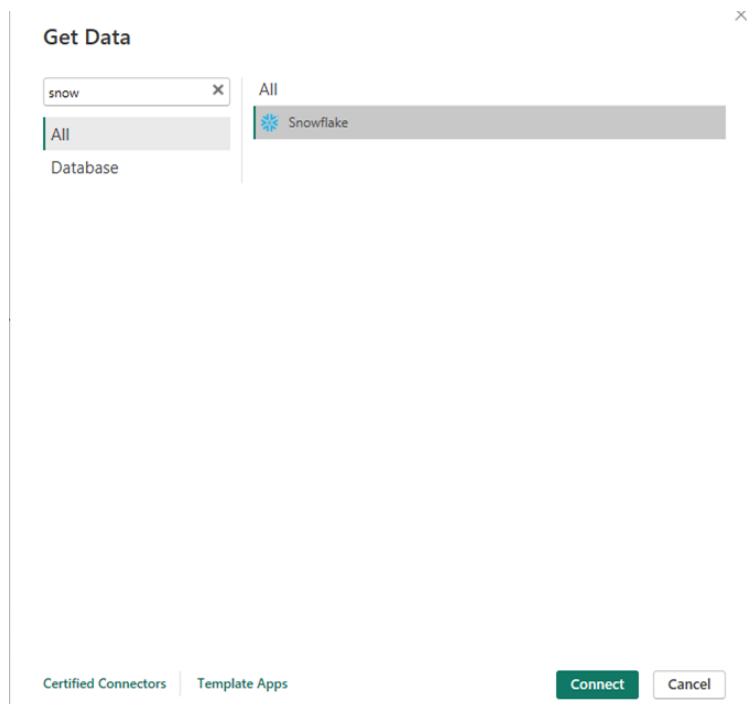 Get Data
snow
All
Database
All
Snowflake
Certified Connectors
Template Apps
Connect
Cancel